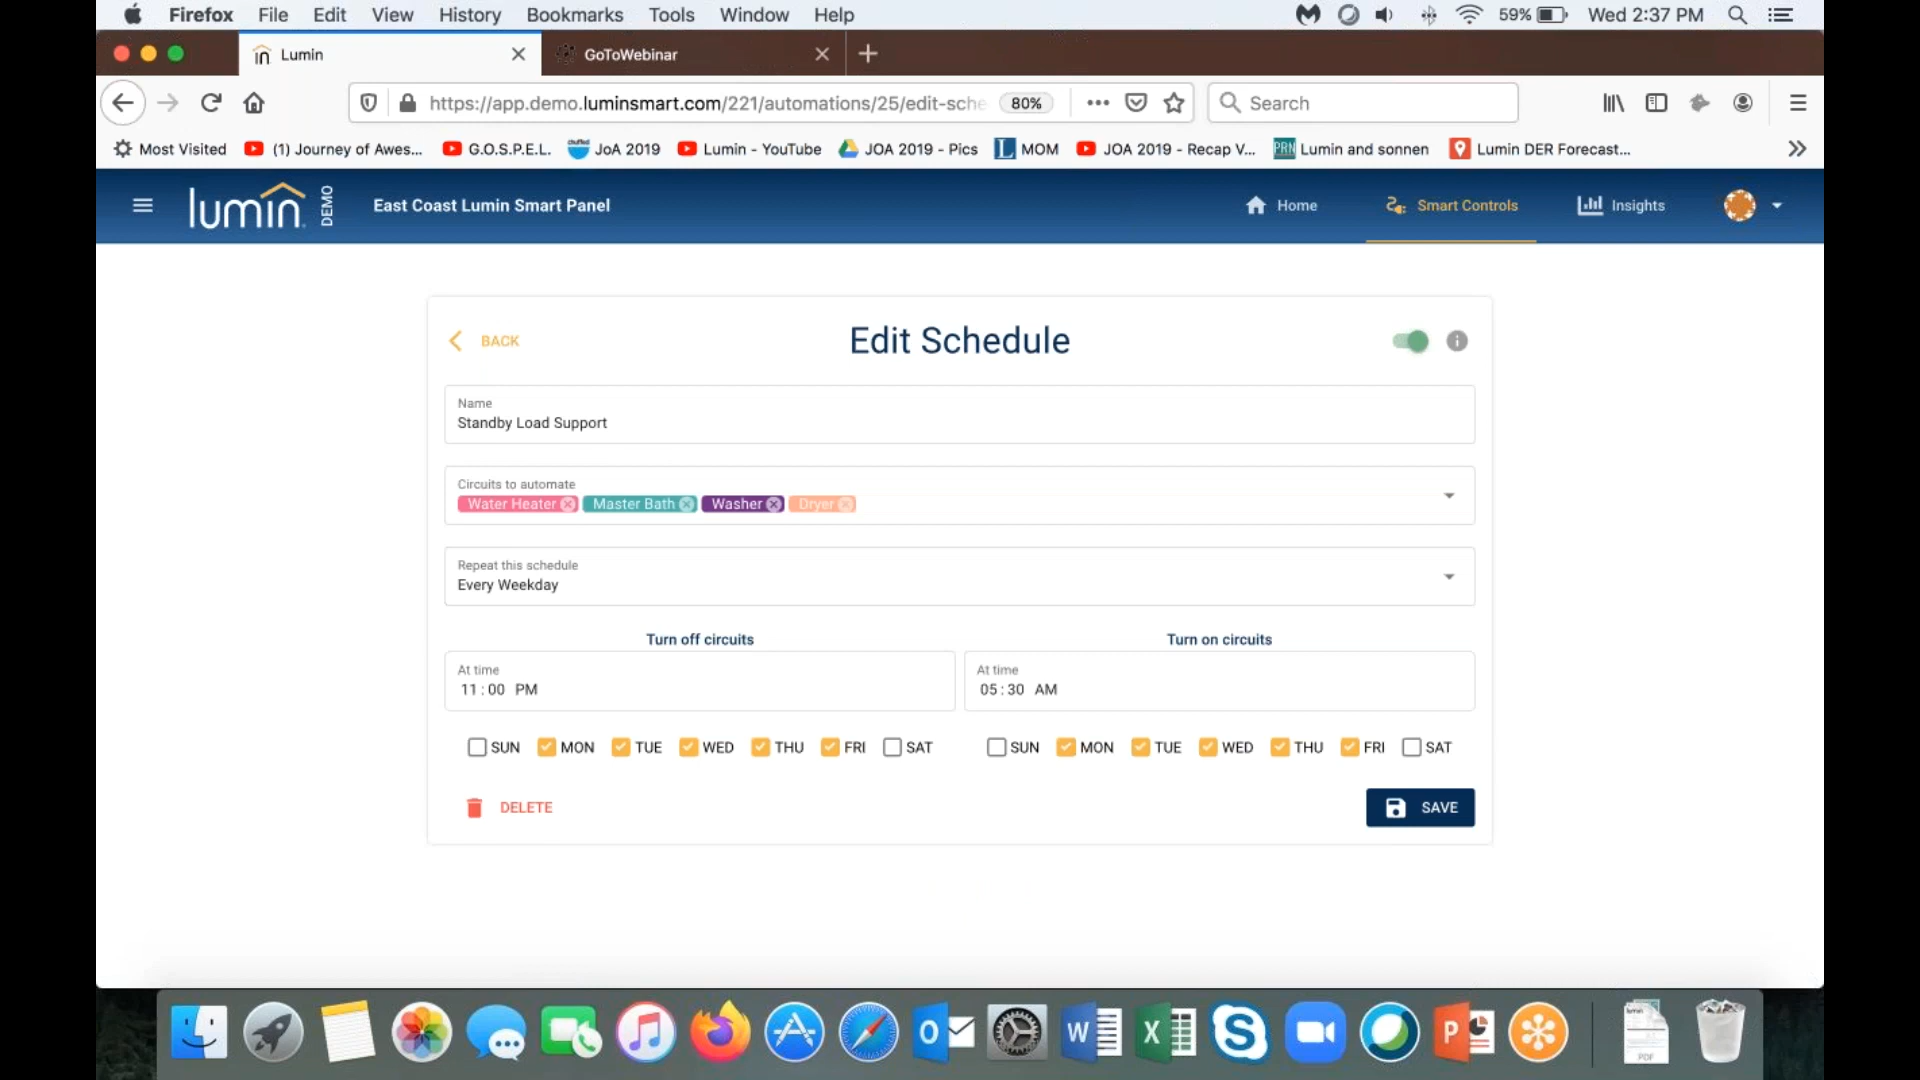 Firefox File Edit View History Bookmarks Tools Window Help 59% Wed 2:37 PM
in Lumin GoToWebinar
https://app.demo.luminsmart.com/221/automations/25/edit-sche 80% Search
Most Visited (1) Journey of Awes... G.O.S.P.E.L. JoA 2019 Lumin - YouTube JOA 2019 - Pics L MOM JOA 2019 - Recap V... PRN Lumin and sonnen Lumin DER Forecast...
lumin DEMO East Coast Lumin Smart Panel Home Smart Controls Insights
BACK Edit Schedule
Name
Standby Load Support
Circuits to automate
Water Heater Master Bath Washer Dryer
Repeat this schedule
Every Weekday
Turn off circuits Turn on circuits
At time At time
11:00 PM 05:30 AM
SUN MON TUE WED THU FRI SAT SUN MON TUE WED THU FRI SAT
DELETE SAVE
O W X S P lumin
PDF